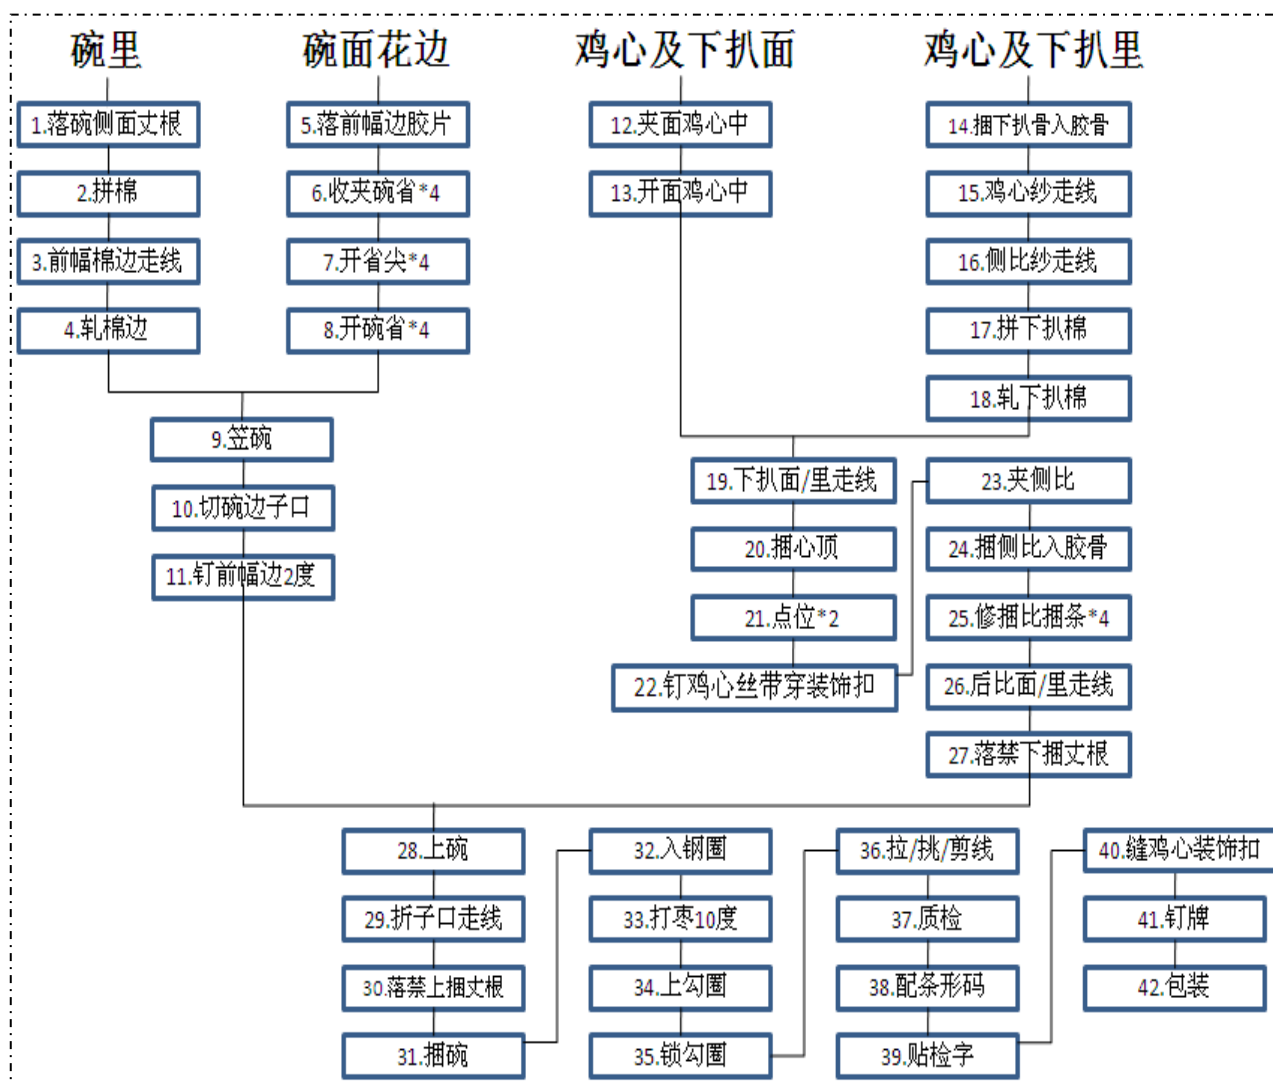 碗里
1.落碗侧面丈根
2.拼棉
3.前幅棉边走线
4.轧棉边
碗面花边
5.落前幅边胶片
6.收夹碗省*4
7.开省尖*4
8.开碗省*4
9.笠碗
10.切碗边子口
11.钉前幅边2度
鸡心及下扒面
12.夹面鸡心中
13.开面鸡心中
鸡心及下扒里
14.捆下扒骨入胶骨
15.鸡心纱走线
16.侧比纱走线
17.拼下扒棉
18.轧下扒棉
19.下扒面/里走线
20.捆心顶
21.点位*2
22.钉鸡心丝带穿装饰扣
23.夹侧比
24.捆侧比入胶骨
25.修捆比捆条*4
26.后比面/里走线
27.落禁下捆丈根
28.上碗
29.折子口走线
30.落禁上捆丈根
31.捆碗
32.入钢圈
33.打枣10度
34.上勾圈
35.锁勾圈
36.拉/挑/剪线
37.质检
38.配条形码
39.贴检字
40.缝鸡心装饰扣
41.钉牌
42.包装